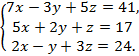 7x − 3y + 5z = 41,
5x + 2y + z = 17
2x − y + 3z = 24.